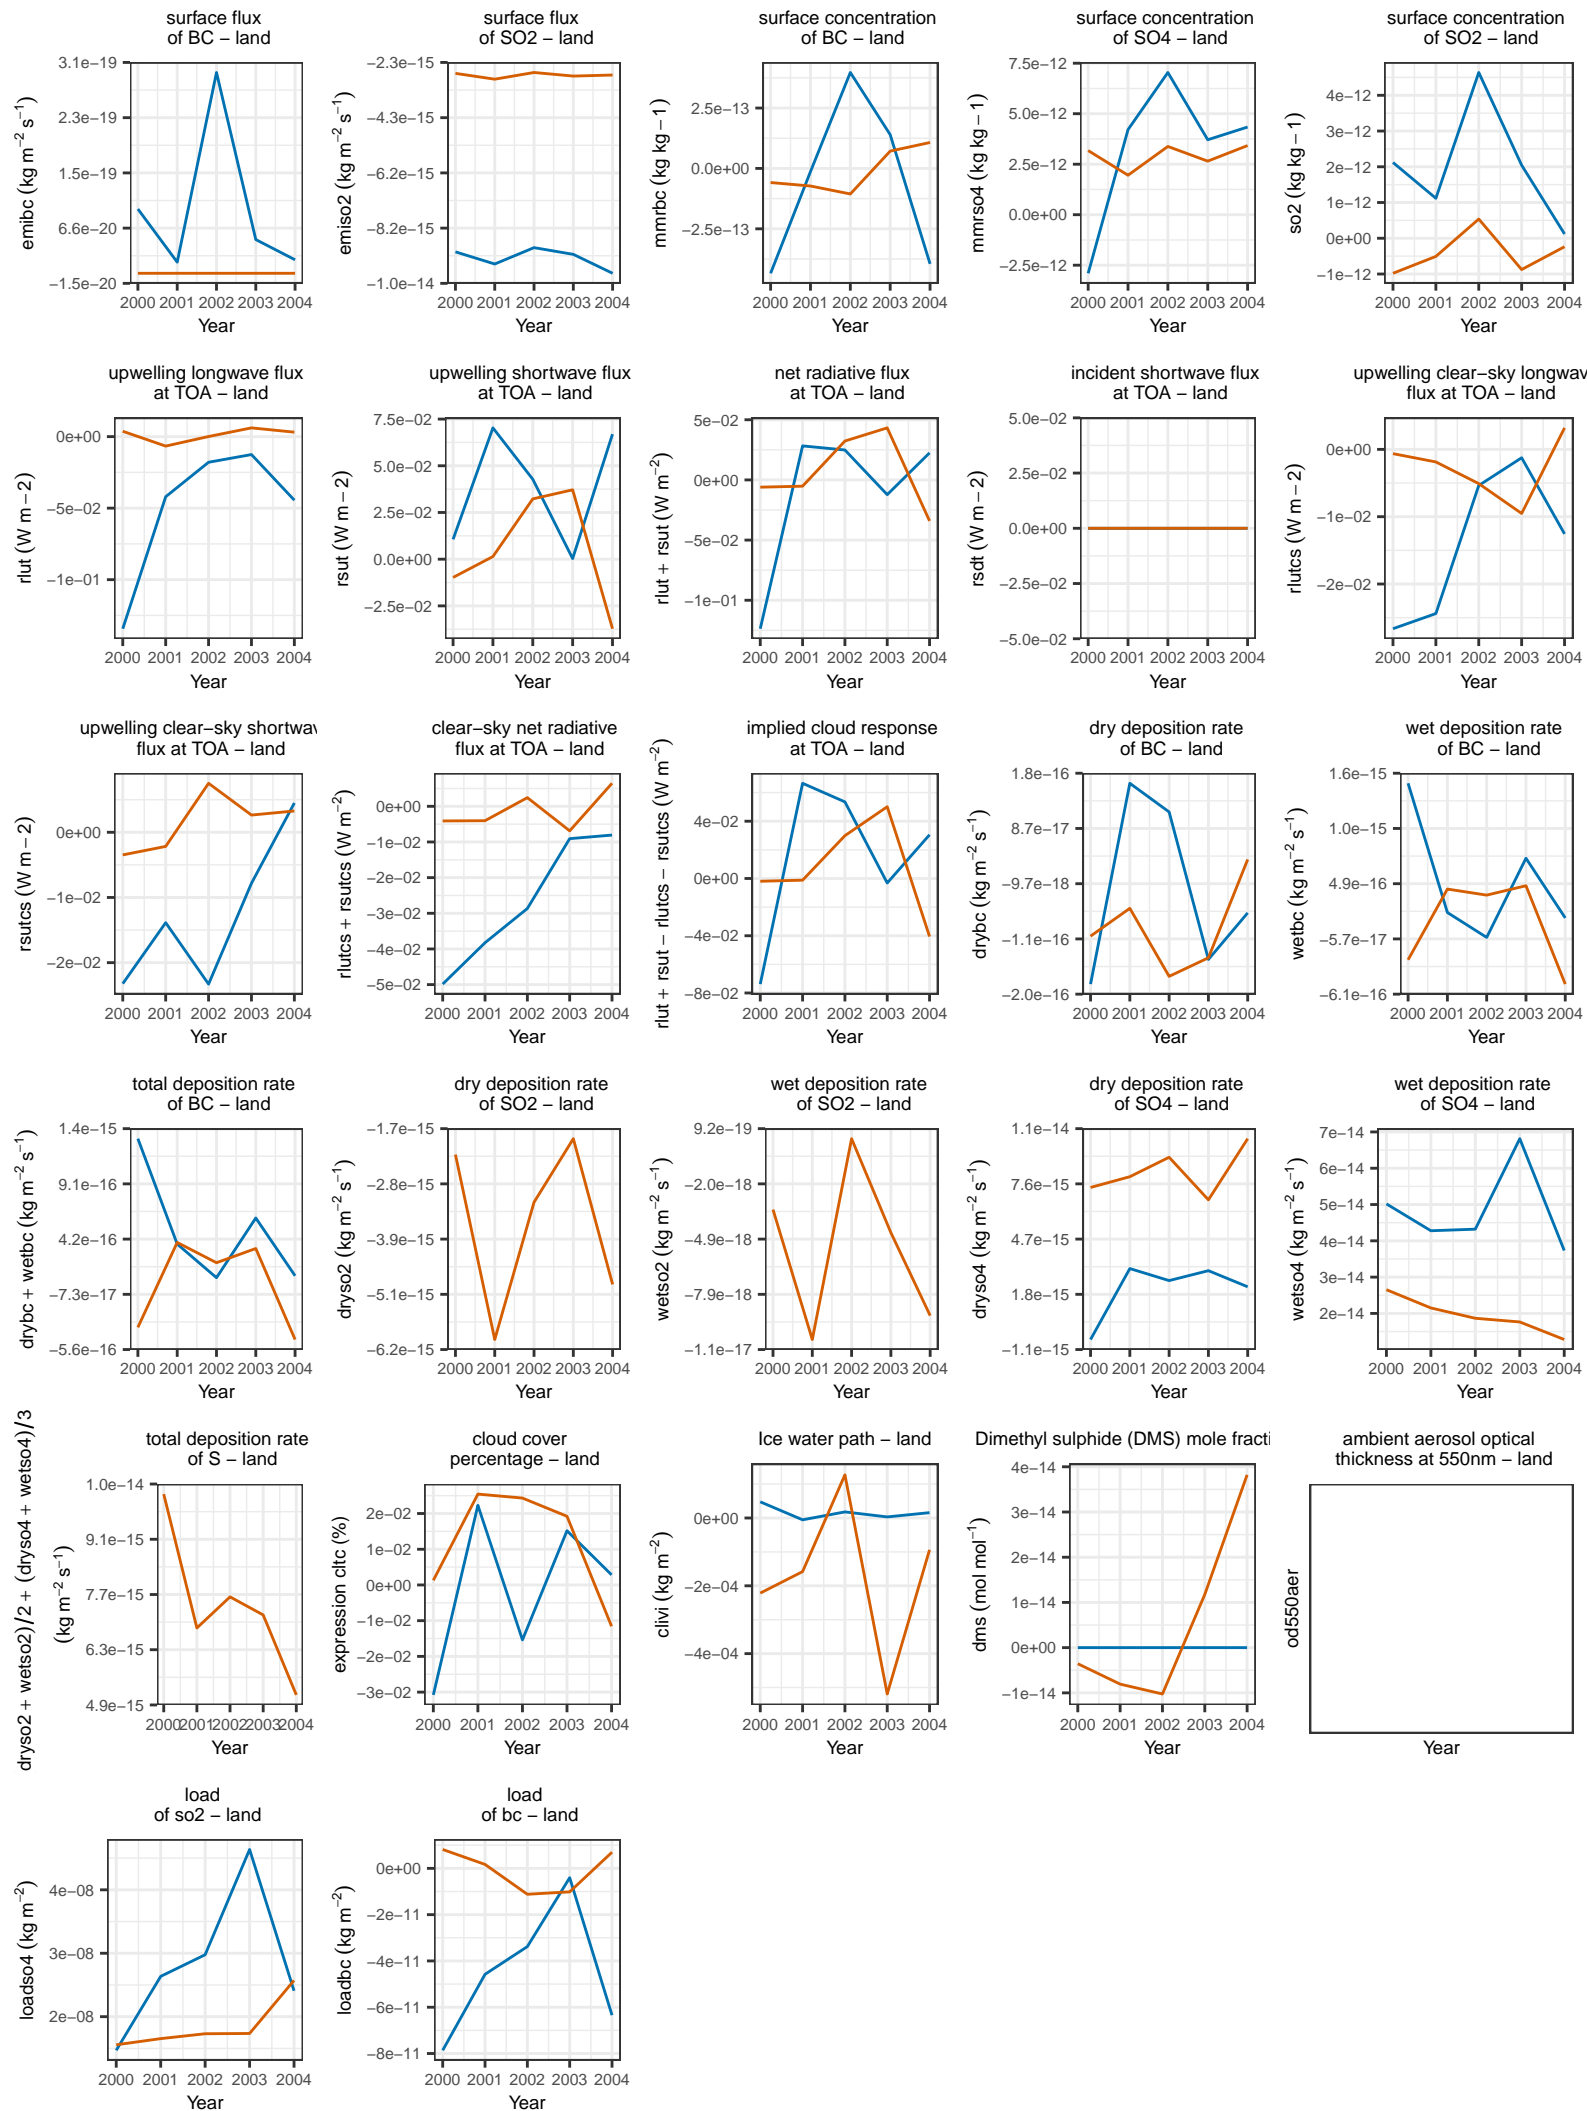 surface flux
of BC − land
emibc (kg m−2 s−1)
3.1e−19
2.3e−19
1.5e−19
6.6e−20
−1.5e−20
2000 2001 2002 2003 2004
Year
surface flux
of SO2 − land
emiso2 (kg m−2 s−1)
−2.3e−15
−4.3e−15
−6.2e−15
−8.2e−15
−1.0e−14
2000 2001 2002 2003 2004
Year
surface concentration
of BC − land
mmrbc (kg kg−1)
2.5e−13
0.0e+00
−2.5e−13
2000 2001 2002 2003 2004
Year
surface concentration
of SO4 − land
mmrso4 (kg kg−1)
7.5e−12
5.0e−12
2.5e−12
0.0e+00
−2.5e−12
2000 2001 2002 2003 2004
Year
surface concentration
of SO2 − land
so2 (kg kg−1)
4e−12
3e−12
2e−12
1e−12
0e+00
−1e−12
2000 2001 2002 2003 2004
Year
upwelling longwave flux
at TOA − land
rlut (W m−2)
0e+00
−5e−02
−1e−01
2000 2001 2002 2003 2004
Year
upwelling shortwave flux
at TOA − land
rsut (W m−2)
7.5e−02
5.0e−02
2.5e−02
0.0e+00
−2.5e−02
2000 2001 2002 2003 2004
Year
net radiative flux
at TOA − land
rlut + rsut (W m−2)
5e−02
0e+00
−5e−02
−1e−01
2000 2001 2002 2003 2004
Year
incident shortwave flux
at TOA − land
rsdt (W m−2)
5.0e−02
2.5e−02
0.0e+00
−2.5e−02
−5.0e−02
2000 2001 2002 2003 2004
Year
upwelling clear−sky longwav
flux at TOA − land
rlutcs (W m−2)
0e+00
−1e−02
−2e−02
2000 2001 2002 2003 2004
Year
upwelling clear−sky shortwav
flux at TOA − land
rsutcs (W m−2)
0e+00
−1e−02
−2e−02
2000 2001 2002 2003 2004
Year
clear−sky net radiative
flux at TOA − land
rlutcs + rsutcs (W m−2)
0e+00
−1e−02
−2e−02
−3e−02
−4e−02
−5e−02
2000 2001 2002 2003 2004
Year
implied cloud response
at TOA − land
rlut + rsut − rlutcs − rsutcs (W m−2)
4e−02
0e+00
−4e−02
−8e−02
2000 2001 2002 2003 2004
Year
dry deposition rate
of BC − land
drybc (kg m−2 s−1)
1.8e−16
8.7e−17
−9.7e−18
−1.1e−16
−2.0e−16
2000 2001 2002 2003 2004
Year
wet deposition rate
of BC − land
wetbc (kg m−2 s−1)
1.6e−15
1.0e−15
4.9e−16
−5.7e−17
−6.1e−16
2000 2001 2002 2003 2004
Year
total deposition rate
of BC − land
drybc + wetbc (kg m−2 s−1)
1.4e−15
9.1e−16
4.2e−16
−7.3e−17
−5.6e−16
2000 2001 2002 2003 2004
Year
dry deposition rate
of SO2 − land
dryso2 (kg m−2 s−1)
−1.7e−15
−2.8e−15
−3.9e−15
−5.1e−15
−6.2e−15
2000 2001 2002 2003 2004
Year
wet deposition rate
of SO2 − land
wetso2 (kg m−2 s−1)
9.2e−19
−2.0e−18
−4.9e−18
−7.9e−18
−1.1e−17
2000 2001 2002 2003 2004
Year
dry deposition rate
of SO4 − land
dryso4 (kg m−2 s−1)
1.1e−14
7.6e−15
4.7e−15
1.8e−15
−1.1e−15
2000 2001 2002 2003 2004
Year
wet deposition rate
of SO4 − land
wetso4 (kg m−2 s−1)
7e−14
6e−14
5e−14
4e−14
3e−14
2e−14
2000 2001 2002 2003 2004
Year
total deposition rate
of S − land
dryso2 + wetso2)/2 + (dryso4 + wetso4)/3
(kg m−2 s−1)
1.0e−14
9.1e−15
7.7e−15
6.3e−15
4.9e−15
2000 2001 2002 2003 2004
Year
cloud cover
percentage − land
expression cltc (%)
2e−02
1e−02
0e+00
−1e−02
−2e−02
−3e−02
2000 2001 2002 2003 2004
Year
Ice water path − land
clivi (kg m−2)
0e+00
−2e−04
−4e−04
2000 2001 2002 2003 2004
Year
Dimethyl sulphide (DMS) mole fracti
dms (mol mol−1)
4e−14
3e−14
2e−14
1e−14
0e+00
−1e−14
2000 2001 2002 2003 2004
Year
ambient aerosol optical
thickness at 550nm − land
od550aer
Year
load
of so2 − land
loadso4 (kg m−2)
4e−08
3e−08
2e−08
2000 2001 2002 2003 2004
Year
load
of bc − land
loadbc (kg m−2)
0e+00
−2e−11
−4e−11
−6e−11
−8e−11
2000 2001 2002 2003 2004
Year